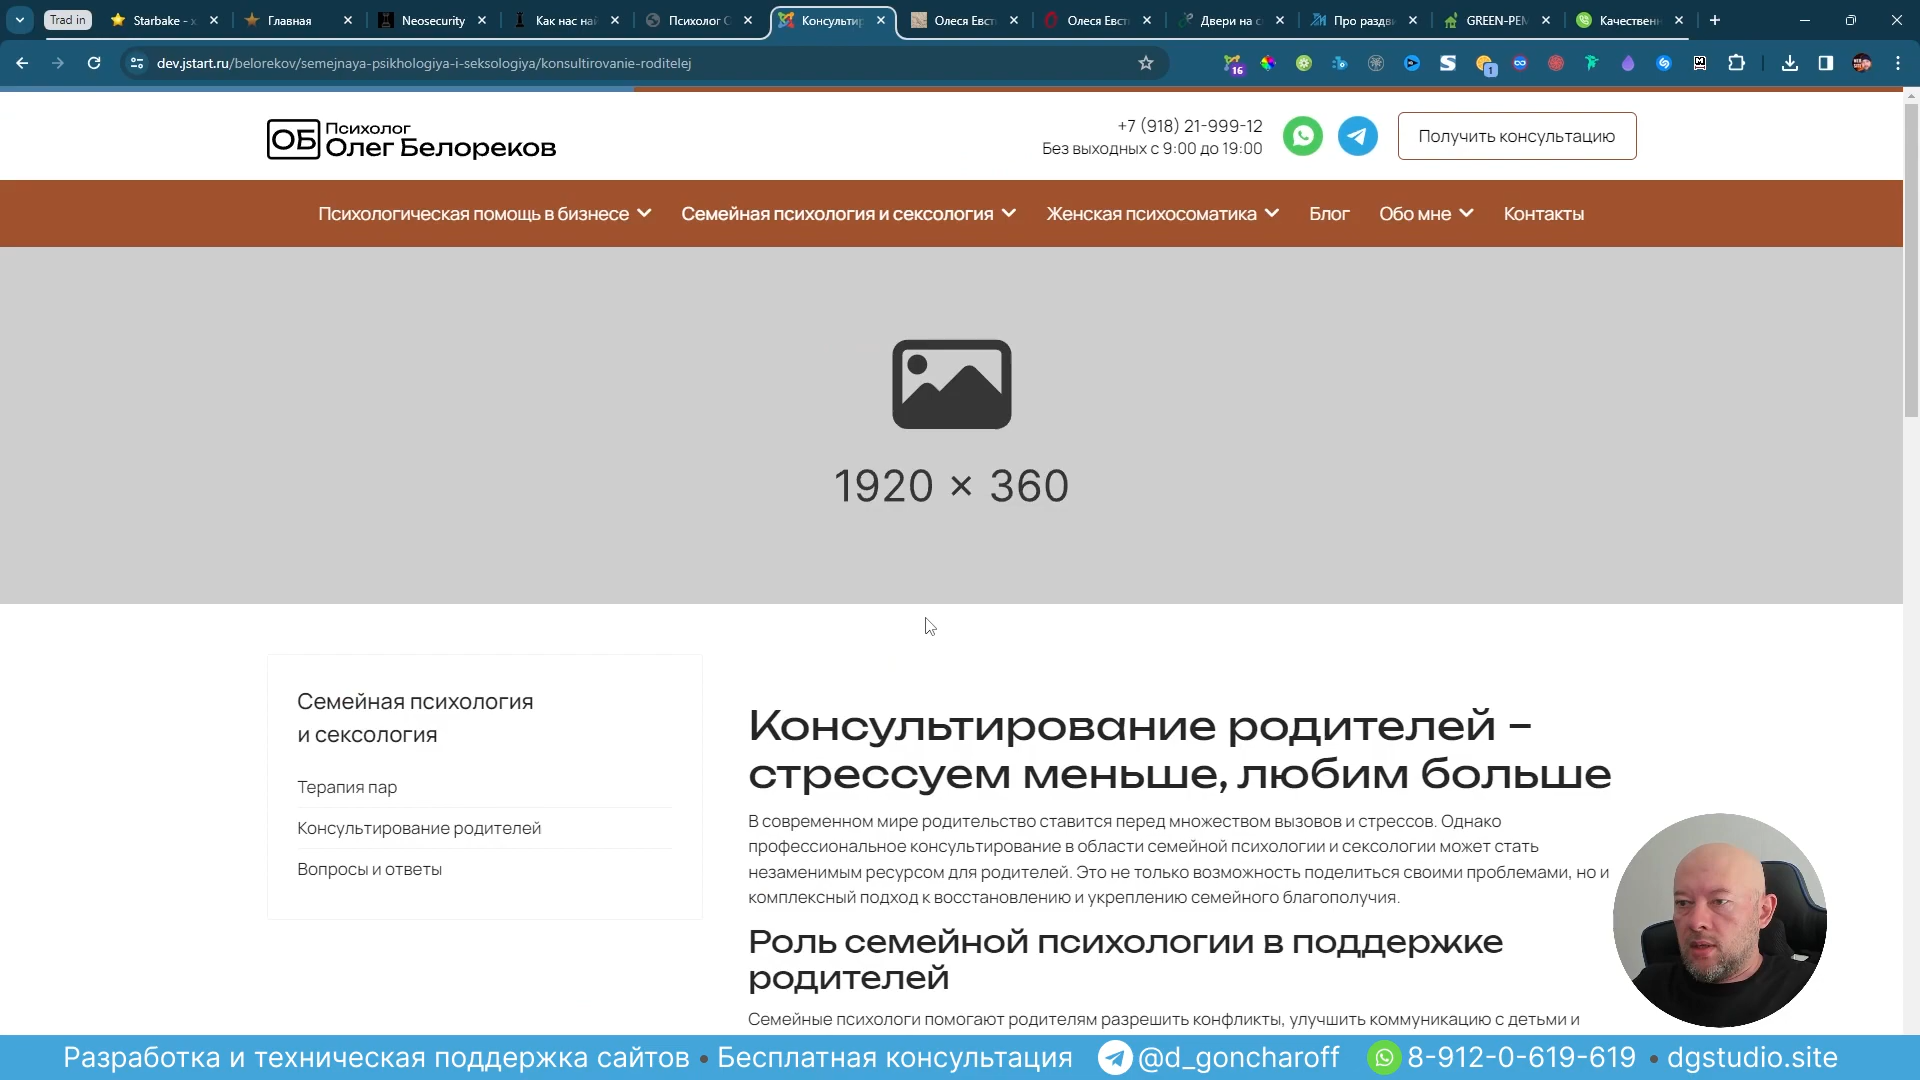 Trad in
Starbake - x
Главная
Neosecurity
Как нас най
Психолог О
Консультир
Олеся Евст
Олеся Евст
Двери на с
Про раздви
GREEN-РЕМ
Качествен
dev.jstart.ru/belorekov/semejnaya-psikhologiya-i-seksologiya/konsultirovanie-roditelej
16
1
ОБ
Психолог
Олег Белореков
+7 (918) 21-999-12
Без выходных с 9:00 до 19:00
Получить консультацию
Психологическая помощь в бизнесе
Семейная психология и сексология
Женская психосоматика
Блог
Обо мне
Контакты
1920 × 360
Семейная психология
и сексология
Терапия пар
Консультирование родителей
Вопросы и ответы
Консультирование родителей –
стрессуем меньше, любим больше
В современном мире родительство ставится перед множеством вызовов и стрессов. Однако
профессиональное консультирование в области семейной психологии и сексологии может стать
незаменимым ресурсом для родителей. Это не только возможность поделиться своими проблемами, но и
комплексный подход к восстановлению и укреплению семейного благополучия.
Роль семейной психологии в поддержке
родителей
Семейные психологи помогают родителям разрешить конфликты, улучшить коммуникацию с детьми и
Разработка и техническая поддержка сайтов • Бесплатная консультация @d_goncharoff 8-912-0-619-619 • dgstudio.site